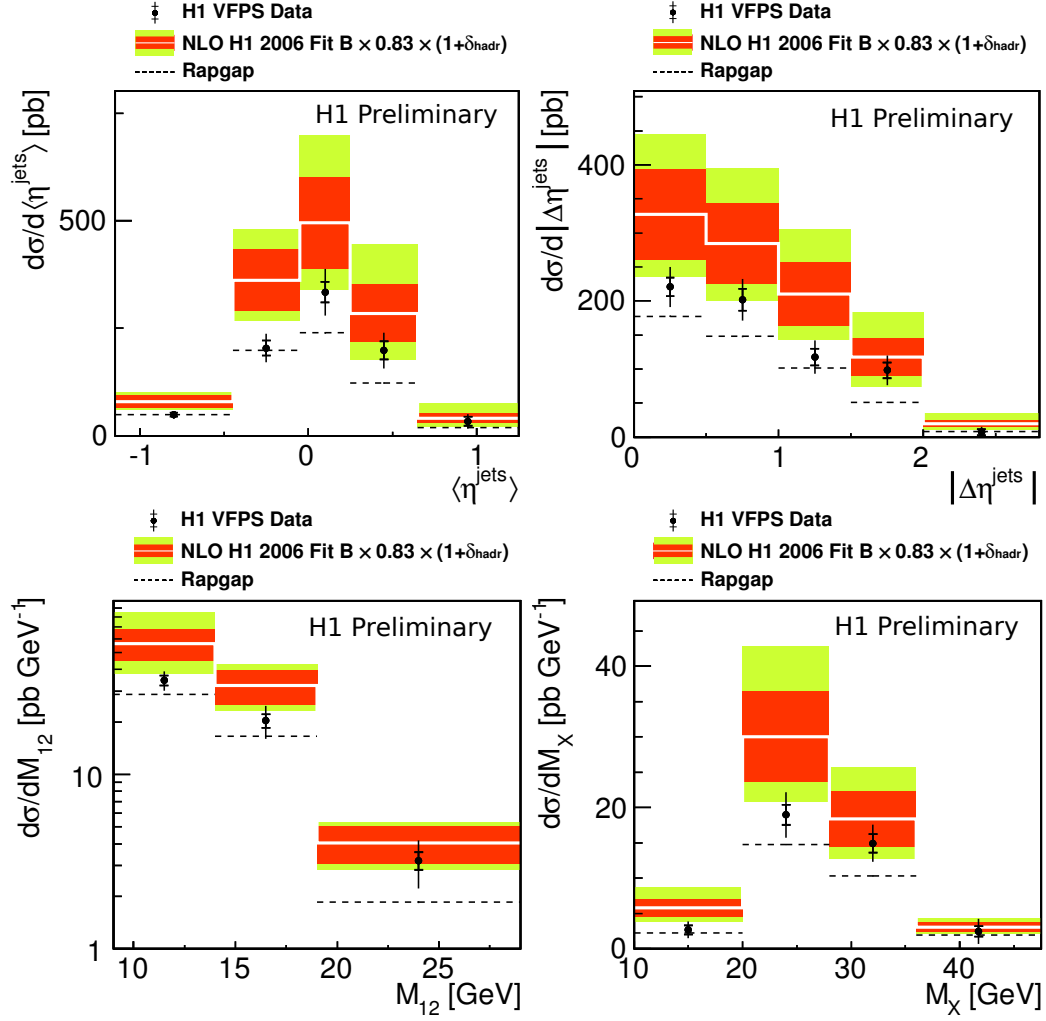 H1 VFPS Data
NLO H1 2006 Fit B × 0.83 × (1+δhadr)
Rapgap
H1 Preliminary
dσ/d⟨η^jets⟩ [pb]
500
0
-1 0 1
⟨η^jets⟩
H1 Preliminary
dσ/d|Δη^jets| [pb]
400
200
0
0 1 2
|Δη^jets|
H1 VFPS Data
NLO H1 2006 Fit B × 0.83 × (1+δhadr)
Rapgap
H1 Preliminary
dσ/dM_12 [pb GeV^-1]
10
1
10 15 20 25
M_12 [GeV]
H1 VFPS Data
NLO H1 2006 Fit B × 0.83 × (1+δhadr)
Rapgap
H1 Preliminary
dσ/dM_X [pb GeV^-1]
40
20
0
10 20 30 40
M_X [GeV]
H1 VFPS Data
NLO H1 2006 Fit B × 0.83 × (1+δhadr)
Rapgap